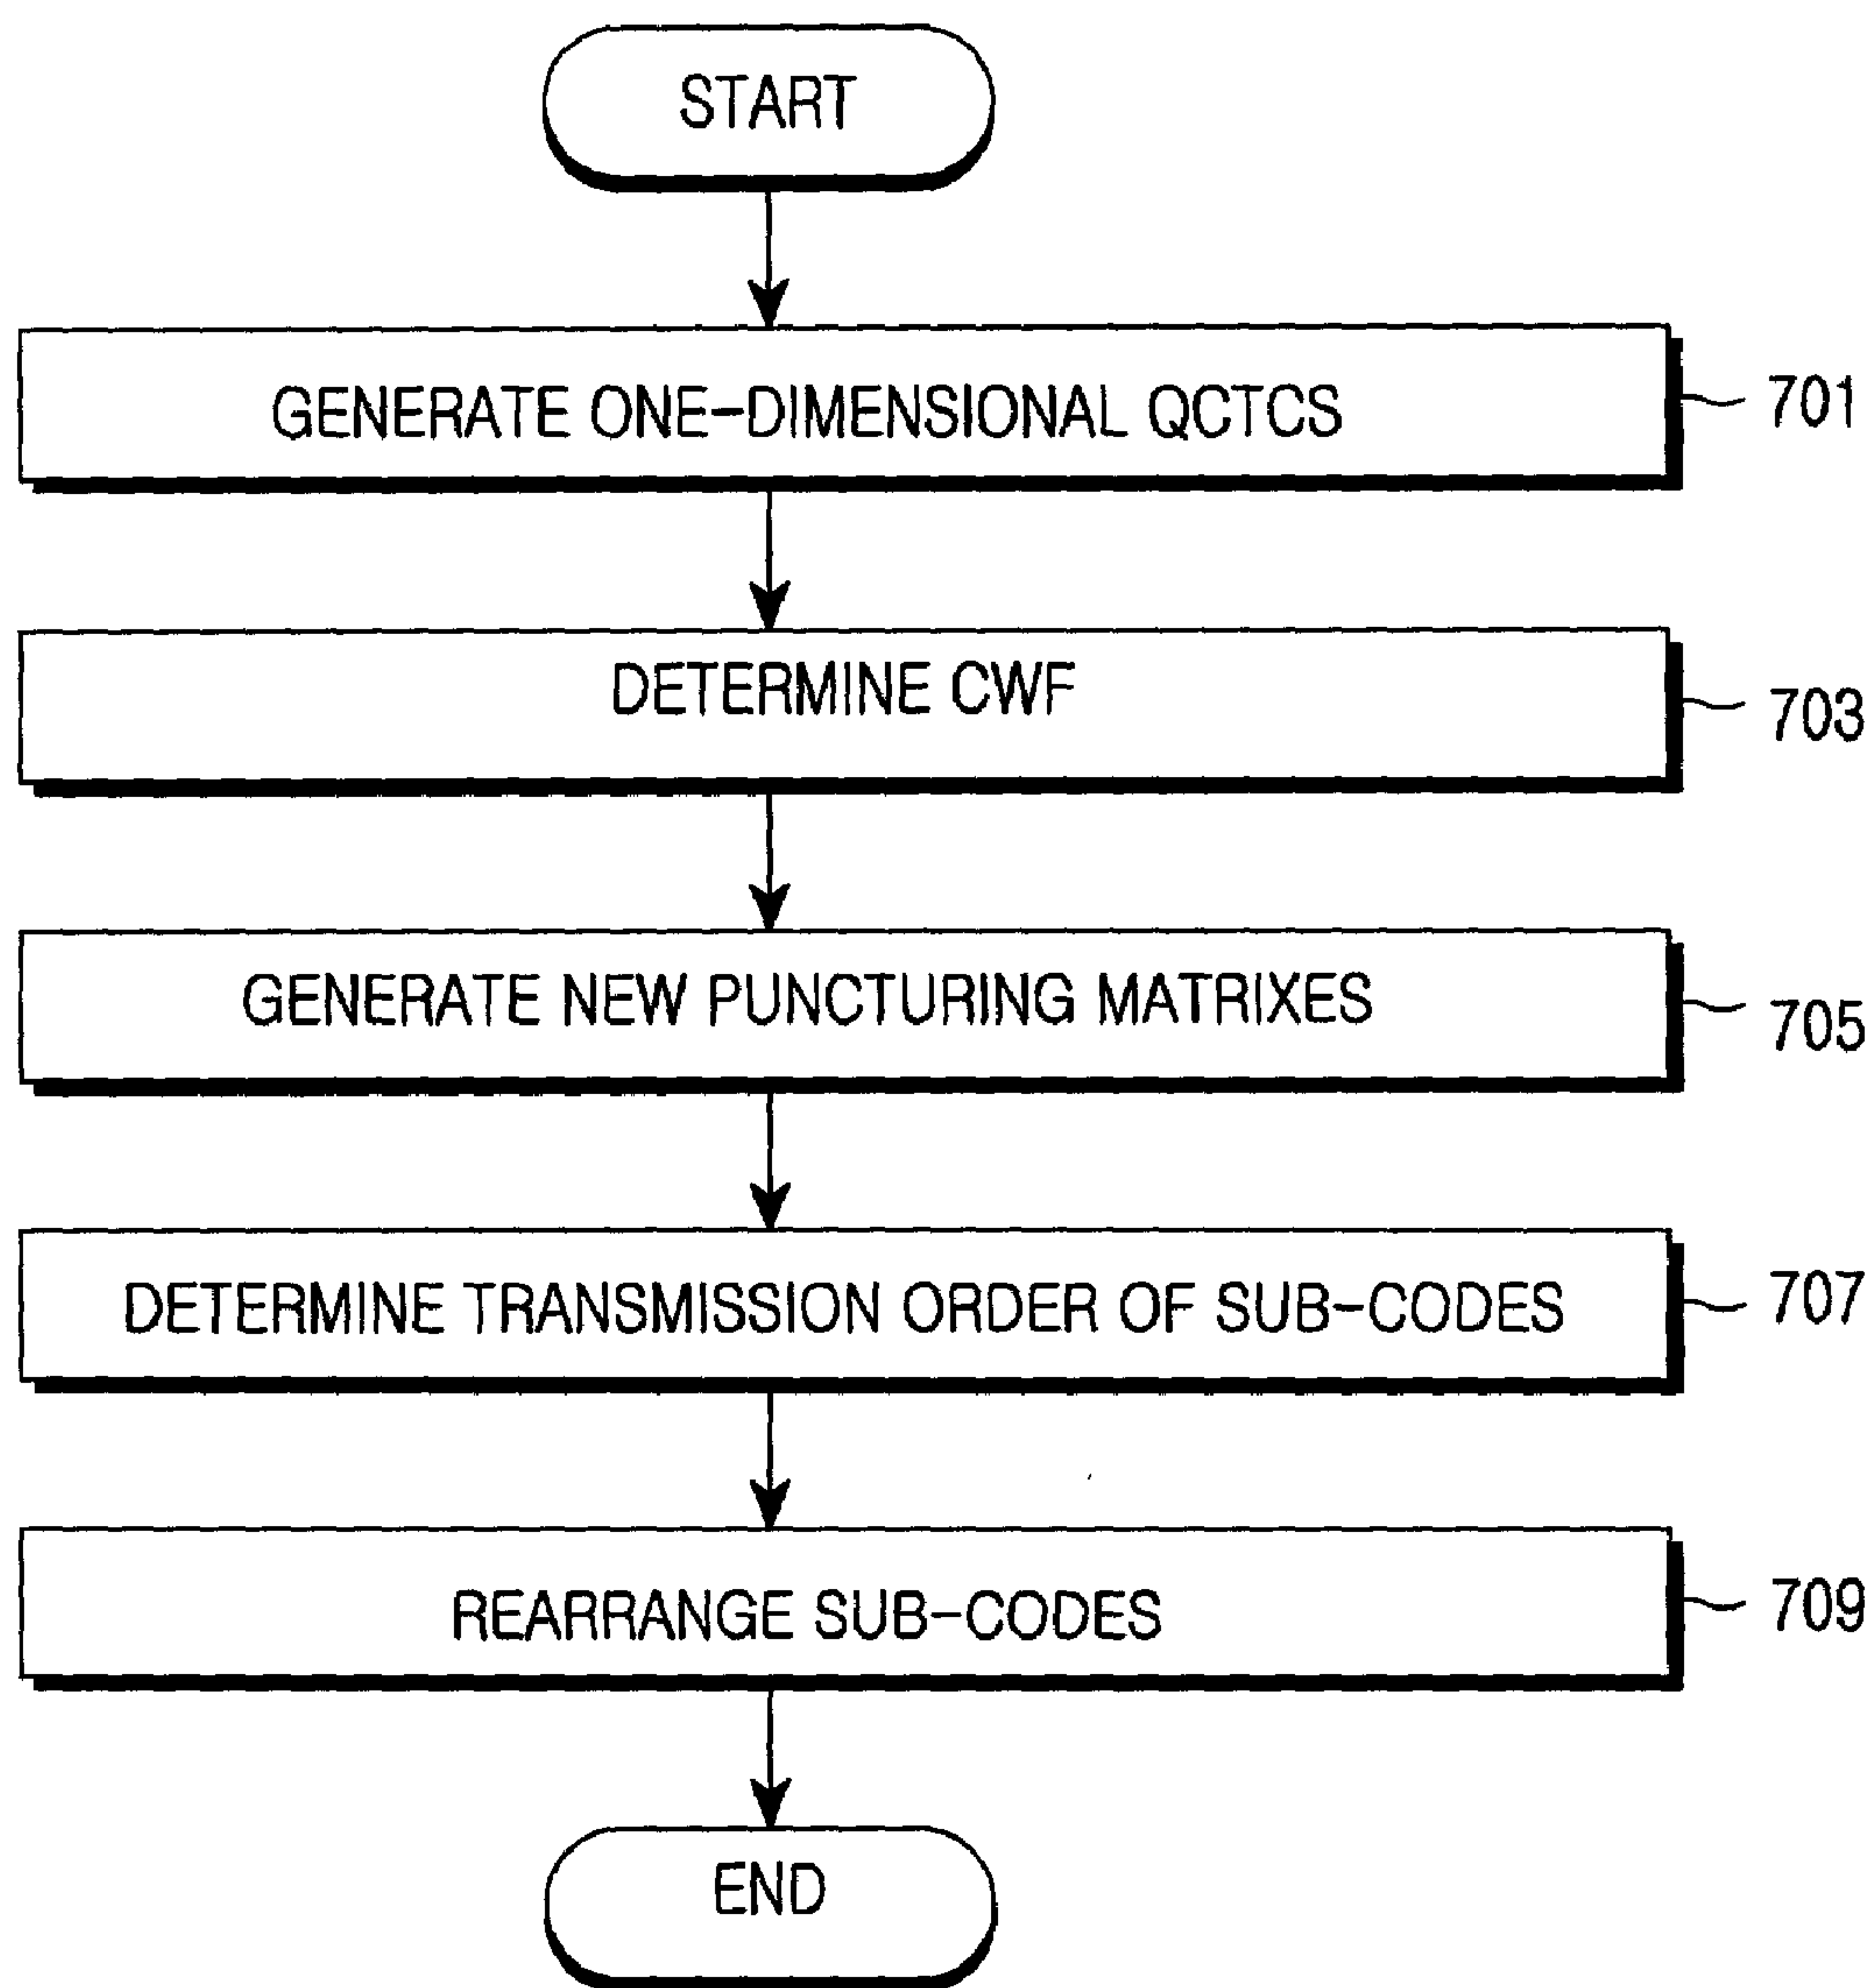 START
GENERATE ONE-DIMENSIONAL QCTCS
701
DETERMINE CWF
703
GENERATE NEW PUNCTURING MATRIXES
705
DETERMINE TRANSMISSION ORDER OF SUB-CODES
707
REARRANGE SUB-CODES
709
END